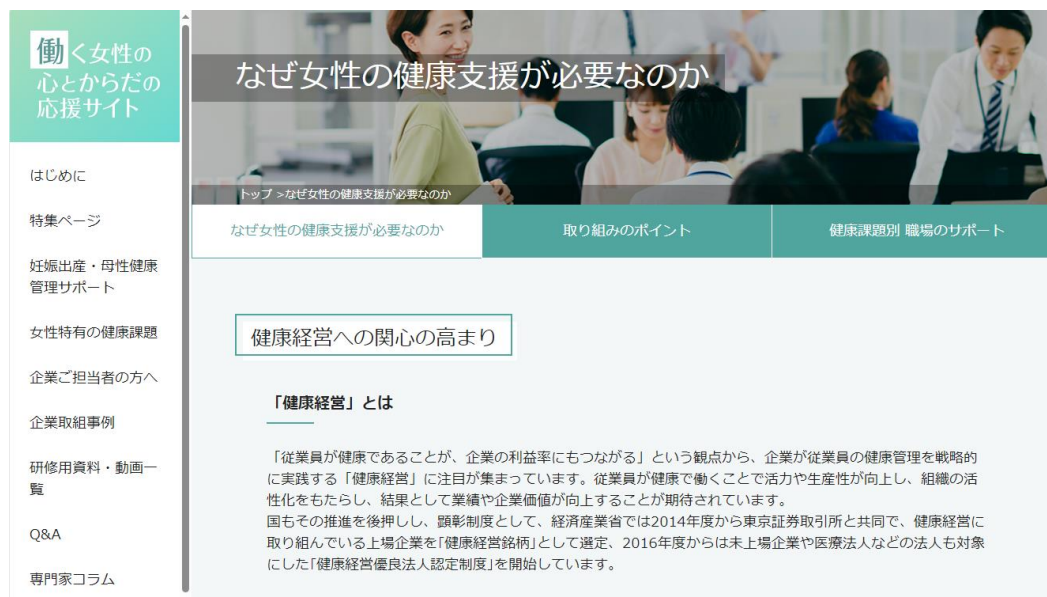 働く女性の
心とからだの
応援サイト
はじめに
特集ページ
妊娠出産・母性健康
管理サポート
女性特有の健康課題
企業ご担当者の方へ
企業取組事例
研修用資料・動画一
覧
Q&A
専門家コラム
なぜ女性の健康支援が必要なのか
トップ >なぜ女性の健康支援が必要なのか
なぜ女性の健康支援が必要なのか
取り組みのポイント
健康課題別 職場のサポート
健康経営への関心の高まり
「健康経営」とは
「従業員が健康であることが、企業の利益率にもつながる」という観点から、企業が従業員の健康管理を戦略的
に実践する「健康経営」に注目が集まっています。従業員が健康で働くことで活力や生産性が向上し、組織の活
性化をもたらし、結果として業績や企業価値が向上することが期待されています。
国もその推進を後押しし、顕彰制度として、経済産業省では2014年度から東京証券取引所と共同で、健康経営に
取り組んでいる上場企業を「健康経営銘柄」として選定、2016年度からは未上場企業や医療法人などの法人も対象
にした「健康経営優良法人認定制度」を開始しています。